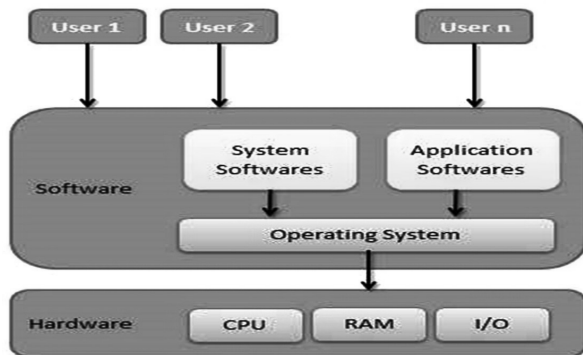 User 1
User 2
User n
System
Softwares
Application
Softwares
Software
Operating System
Hardware
CPU
RAM
I/O